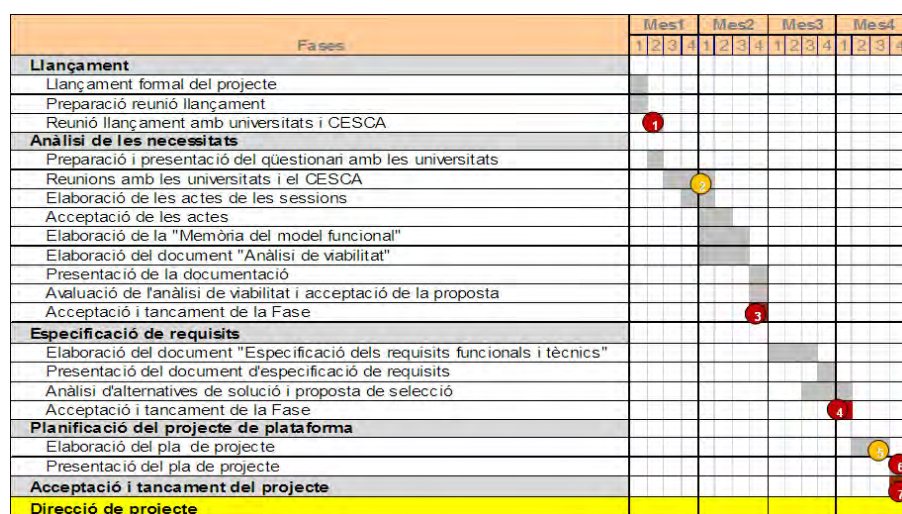 Mes1 Mes2 Mes3 Mes4
Fases 1 2 3 4 1 2 3 4 1 2 3 4 1 2 3 4
Llançament
Llançament formal del projecte
Preparació reunió llançament
Reunió llançament amb universitats i CESCA 1
Anàlisi de les necessitats
Preparació i presentació del qüestionari amb les universitats
Reunions amb les universitats i el CESCA 2
Elaboració de les actes de les sessions
Acceptació de les actes
Elaboració de la "Memòria del model funcional"
Elaboració del document "Anàlisi de viabilitat"
Presentació de la documentació
Avaluació de l'anàlisi de viabilitat i acceptació de la proposta
Acceptació i tancament de la Fase 3
Especificació de requisits
Elaboració del document "Especificació dels requisits funcionals i tècnics"
Presentació del document d'especificació de requisits
Anàlisi d'alternatives de solució i proposta de selecció
Acceptació i tancament de la Fase 4
Planificació del projecte de plataforma
Elaboració del pla de projecte 5
Presentació del pla de projecte 6
Acceptació i tancament del projecte 7
Direcció de projecte